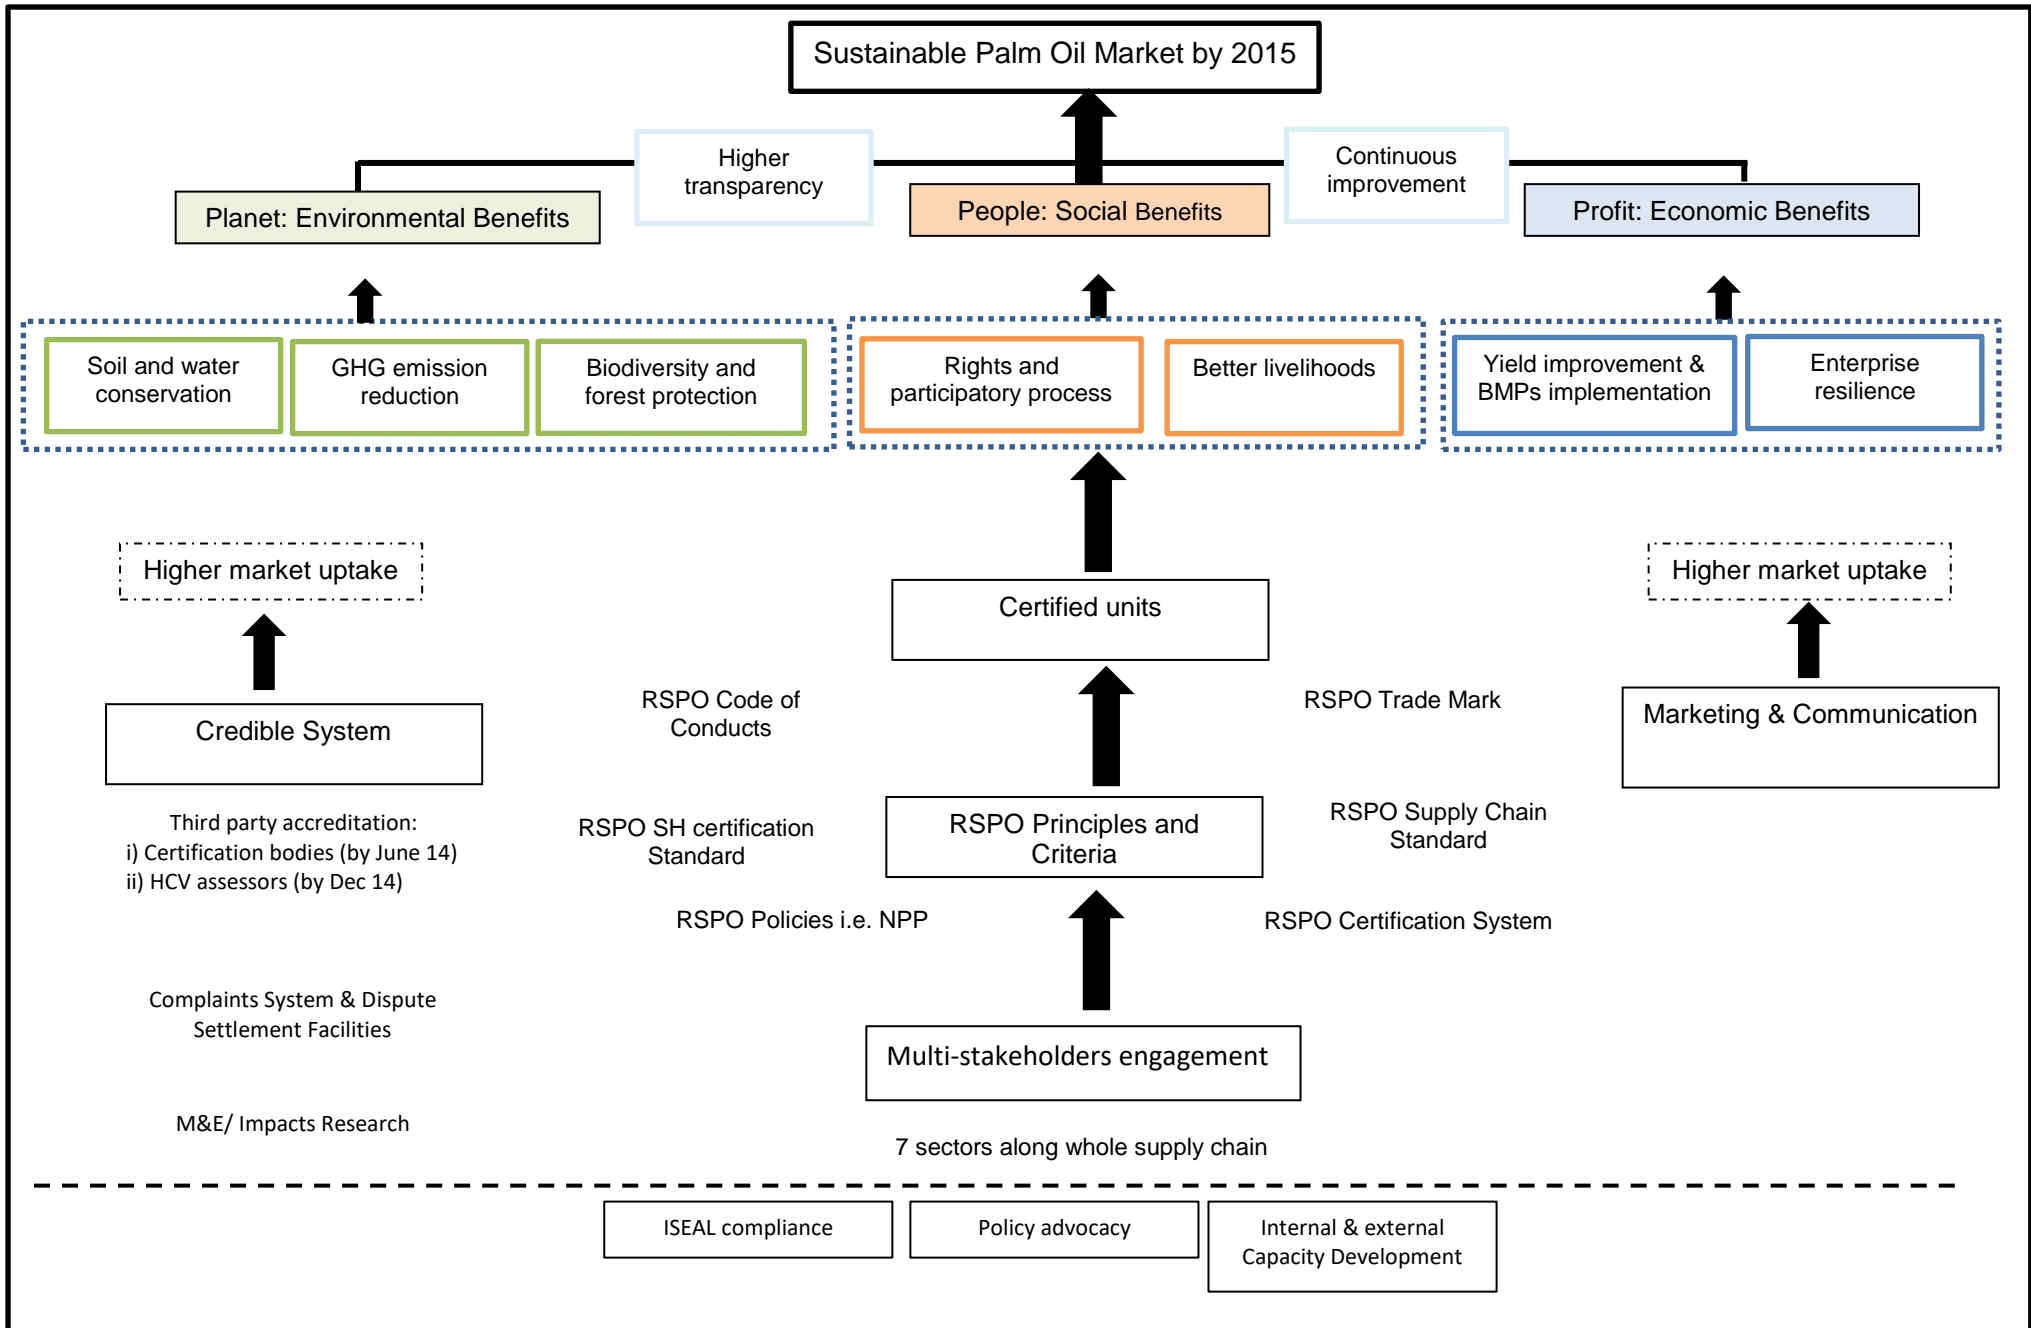 Sustainable Palm Oil Market by 2015
Higher
transparency
Continuous
improvement
Planet: Environmental Benefits
People: Social Benefits
Profit: Economic Benefits
Soil and water
conservation
GHG emission
reduction
Biodiversity and
forest protection
Rights and
participatory process
Better livelihoods
Yield improvement &
BMPs implementation
Enterprise
resilience
Higher market uptake
Certified units
Higher market uptake
Credible System
RSPO Code of
Conducts
RSPO Trade Mark
Marketing & Communication
Third party accreditation:
i) Certification bodies (by June 14)
ii) HCV assessors (by Dec 14)
RSPO SH certification
Standard
RSPO Principles and
Criteria
RSPO Supply Chain
Standard
RSPO Policies i.e. NPP
RSPO Certification System
Complaints System & Dispute
Settlement Facilities
Multi-stakeholders engagement
M&E/ Impacts Research
7 sectors along whole supply chain
ISEAL compliance
Policy advocacy
Internal & external
Capacity Development